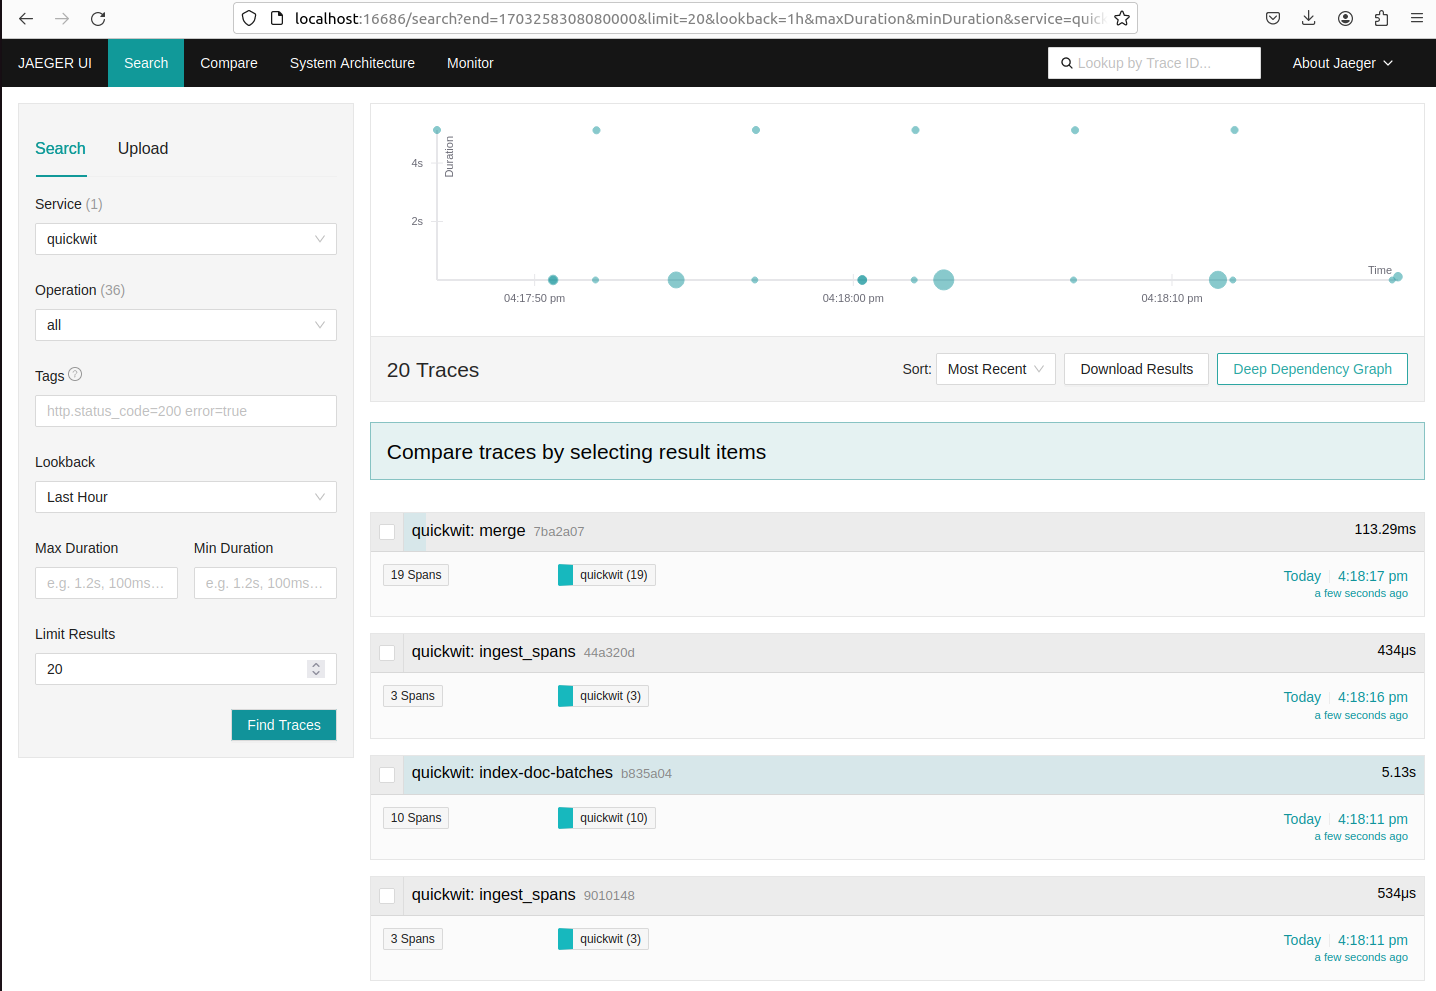 localhost:16686/search?end=1703258308080000&limit=20&lookback=1h&maxDuration&minDuration&service=quic
JAEGER UI
Search
Compare
System Architecture
Monitor
Lookup by Trace ID...
About Jaeger
Search
Upload
Service (1)
quickwit
Operation (36)
all
Tags
?
http.status_code=200 error=true
Lookback
Last Hour
Max Duration
Min Duration
e.g. 1.2s, 100ms…
e.g. 1.2s, 100ms…
Limit Results
20
Find Traces
Duration
4s
2s
Time
04:17:50 pm
04:18:00 pm
04:18:10 pm
20 Traces
Sort:
Most Recent
Download Results
Deep Dependency Graph
Compare traces by selecting result items
quickwit: merge 7ba2a07
113.29ms
19 Spans
quickwit (19)
Today
4:18:17 pm
a few seconds ago
quickwit: ingest_spans 44a320d
434μs
3 Spans
quickwit (3)
Today
4:18:16 pm
a few seconds ago
quickwit: index-doc-batches b835a04
5.13s
10 Spans
quickwit (10)
Today
4:18:11 pm
a few seconds ago
quickwit: ingest_spans 9010148
534μs
3 Spans
quickwit (3)
Today
4:18:11 pm
a few seconds ago